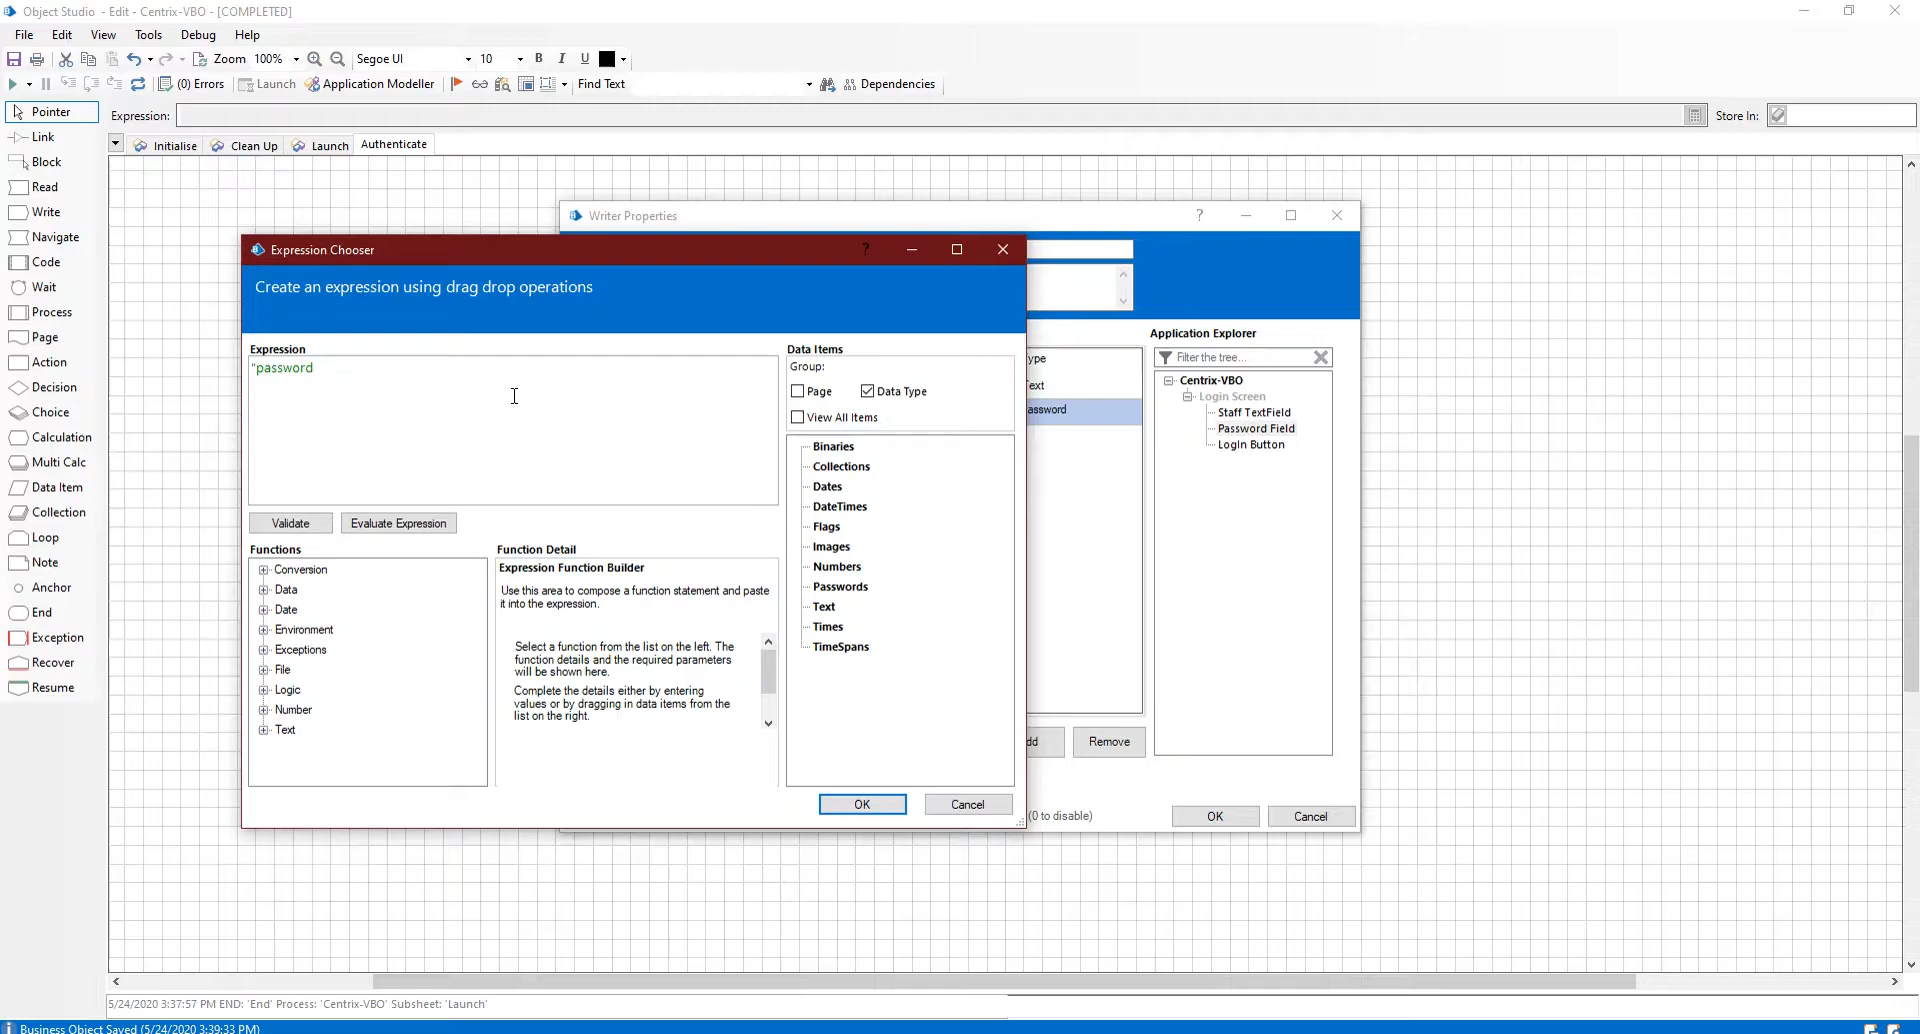 Object Studio - Edit - Centrix-VBO - [COMPLETED]
File Edit View Tools Debug Help
Zoom 100% Segoe UI 10 B I U
(0) Errors Launch Application Modeller Find Text Dependencies
Pointer Expression: Store In:
Link Initialise Clean Up Launch Authenticate
Block
Read
Write
Navigate
Code
Wait
Process
Page
Action
Decision
Choice
Calculation
Multi Calc
Data Item
Collection
Loop
Note
Anchor
End
Exception
Recover
Resume
Writer Properties ?
Expression Chooser ?
Create an expression using drag drop operations
Expression
"password
Validate Evaluate Expression
Data Items
Group:
Page Data Type
View All Items
Binaries
Collections
Dates
DateTimes
Flags
Images
Numbers
Passwords
Text
Times
TimeSpans
Functions
Conversion
Data
Date
Environment
Exceptions
File
Logic
Number
Text
Function Detail
Expression Function Builder
Use this area to compose a function statement and paste
it into the expression.
Select a function from the list on the left. The
function details and the required parameters
will be shown here.
Complete the details either by entering
values or by dragging in data items from the
list on the right.
OK Cancel
ype
ext
assword
dd Remove
(0 to disable)
Application Explorer
Filter the tree...
Centrix-VBO
Login Screen
Staff TextField
Password Field
LogIn Button
OK Cancel
5/24/2020 3:37:57 PM END: 'End' Process: 'Centrix-VBO' Subsheet: 'Launch'
Business Object Saved (5/24/2020 3:39:33 PM)